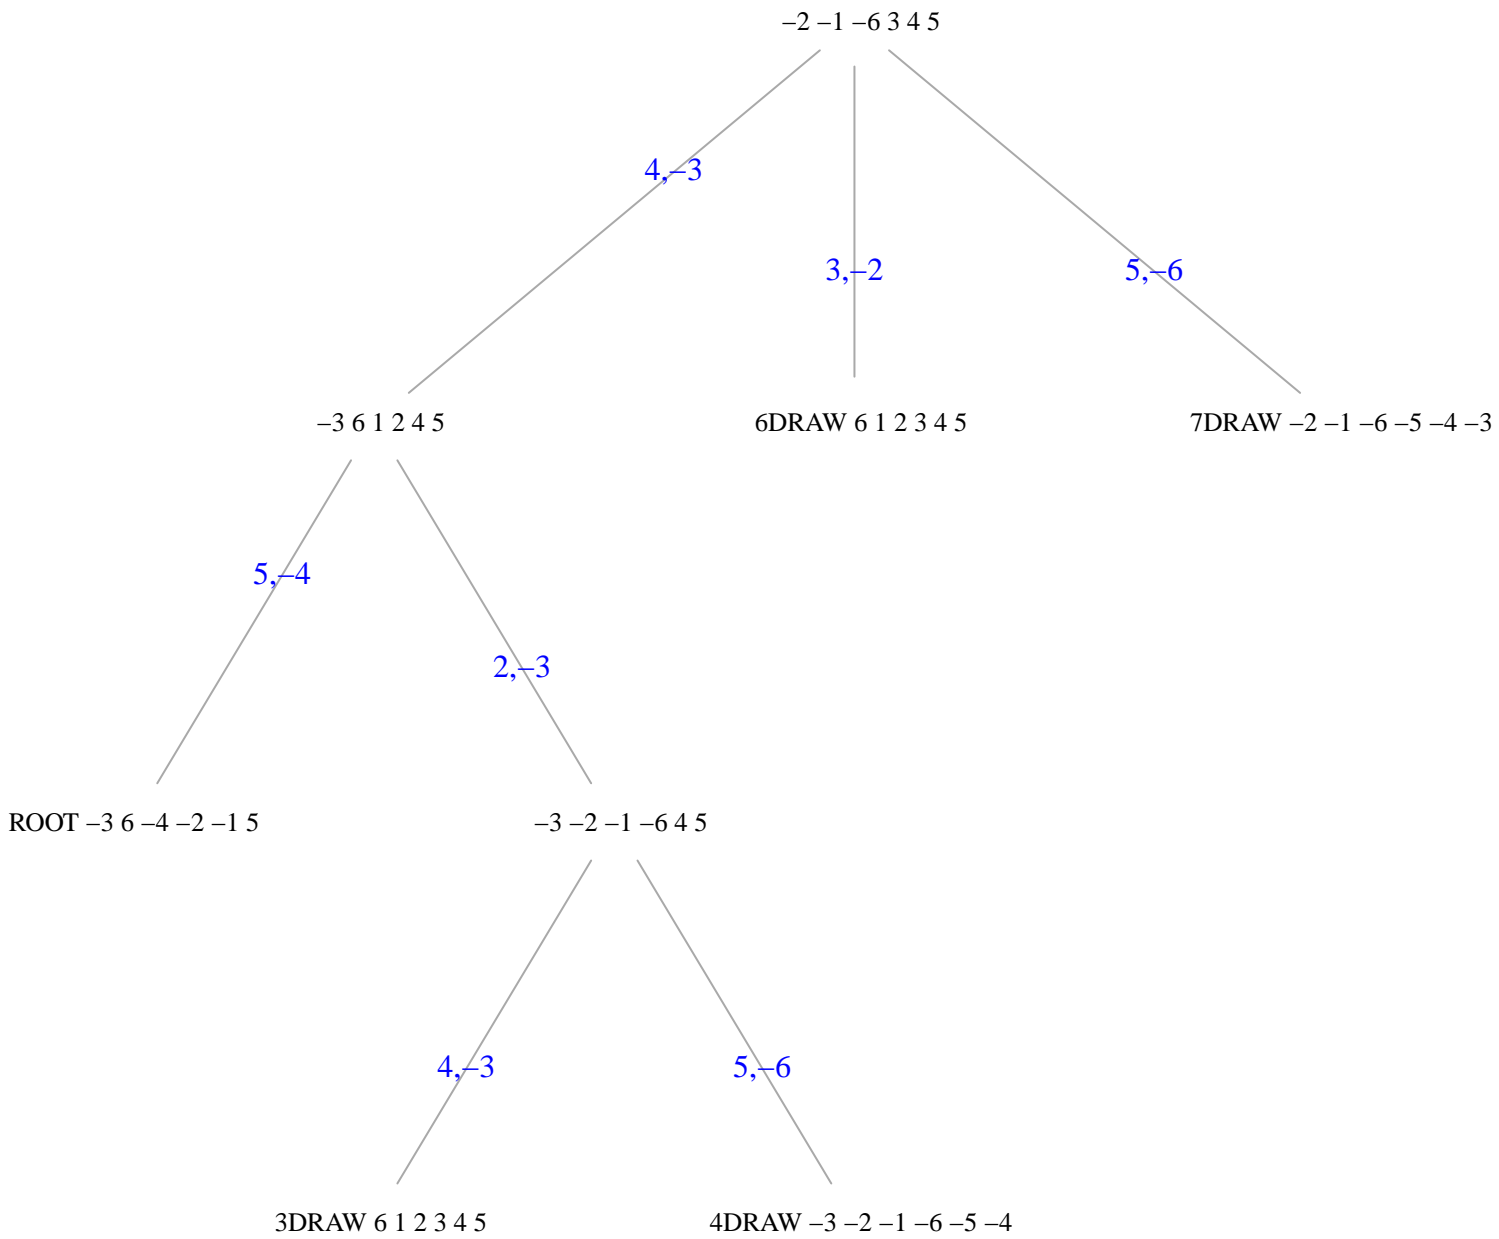 –2 –1 –6 3 4 5
4,–3
3,–2
5,–6
–3 6 1 2 4 5
6DRAW 6 1 2 3 4 5
7DRAW –2 –1 –6 –5 –4 –3
5,–4
2,–3
ROOT –3 6 –4 –2 –1 5
–3 –2 –1 –6 4 5
4,–3
5,–6
3DRAW 6 1 2 3 4 5
4DRAW –3 –2 –1 –6 –5 –4